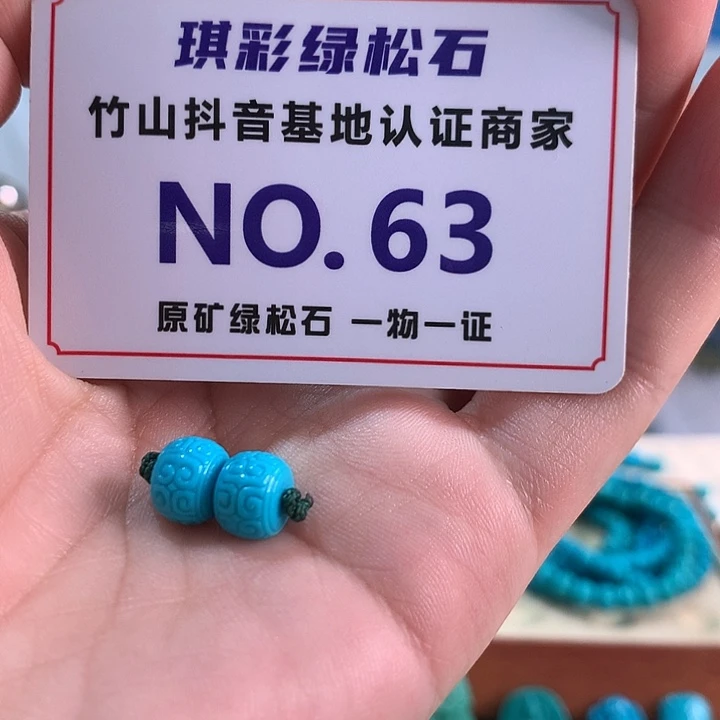 琪彩绿松石
竹山抖音基地认证商家
NO.63
原矿绿松石 一物一证